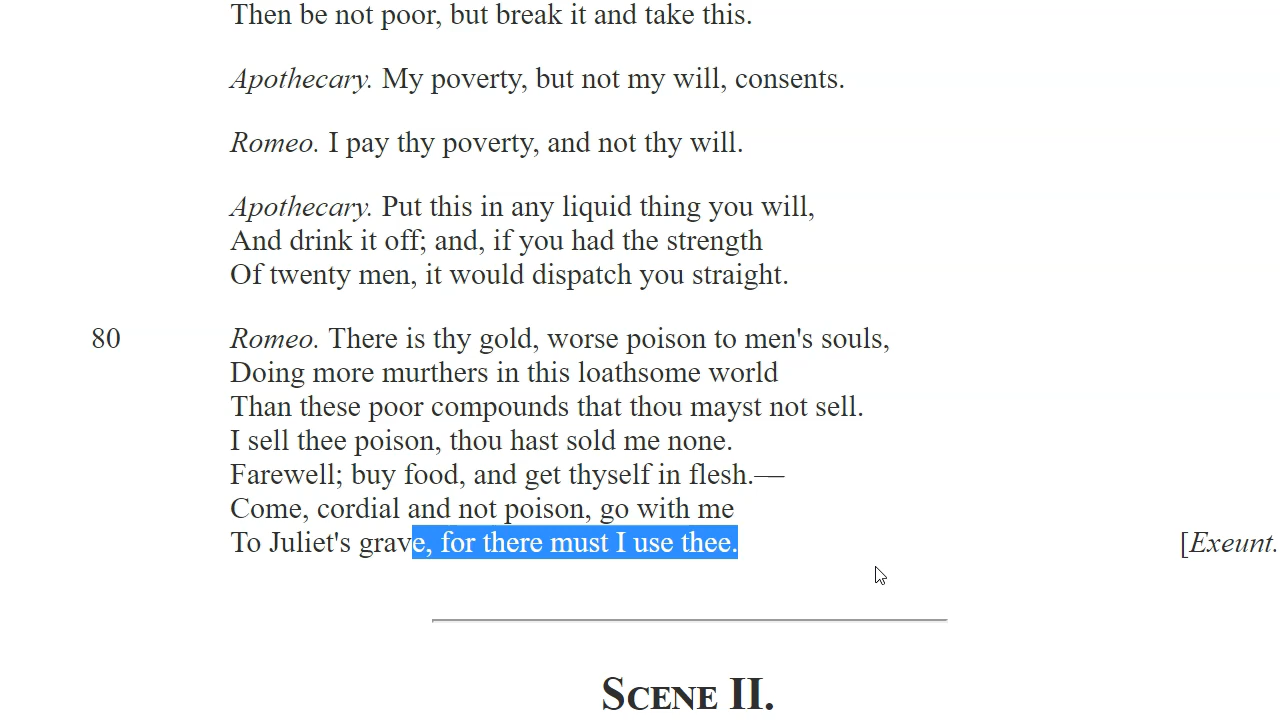 Then be not poor, but break it and take this.
Apothecary. My poverty, but not my will, consents.
Romeo. I pay thy poverty, and not thy will.
Apothecary. Put this in any liquid thing you will,
And drink it off; and, if you had the strength
Of twenty men, it would dispatch you straight.
80 Romeo. There is thy gold, worse poison to men's souls,
Doing more murthers in this loathsome world
Than these poor compounds that thou mayst not sell.
I sell thee poison, thou hast sold me none.
Farewell; buy food, and get thyself in flesh.—
Come, cordial and not poison, go with me
To Juliet's grave, for there must I use thee. [Exeunt.
SCENE II.